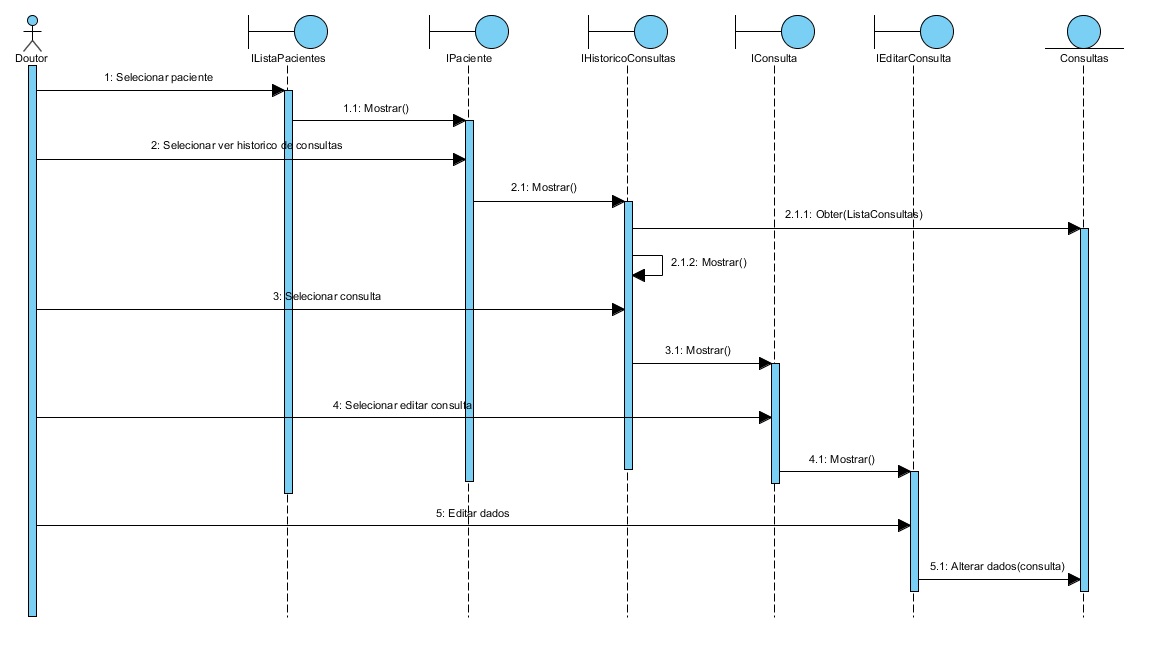 Doutor
IListaPacientes
IPaciente
IHistoricoConsultas
IConsulta
IEditarConsulta
Consultas
1: Selecionar paciente
1.1: Mostrar()
2: Selecionar ver historico de consultas
2.1: Mostrar()
2.1.1: Obter(ListaConsultas)
2.1.2: Mostrar()
3: Selecionar consulta
3.1: Mostrar()
4: Selecionar editar consulta
4.1: Mostrar()
5: Editar dados
5.1: Alterar dados(consulta)